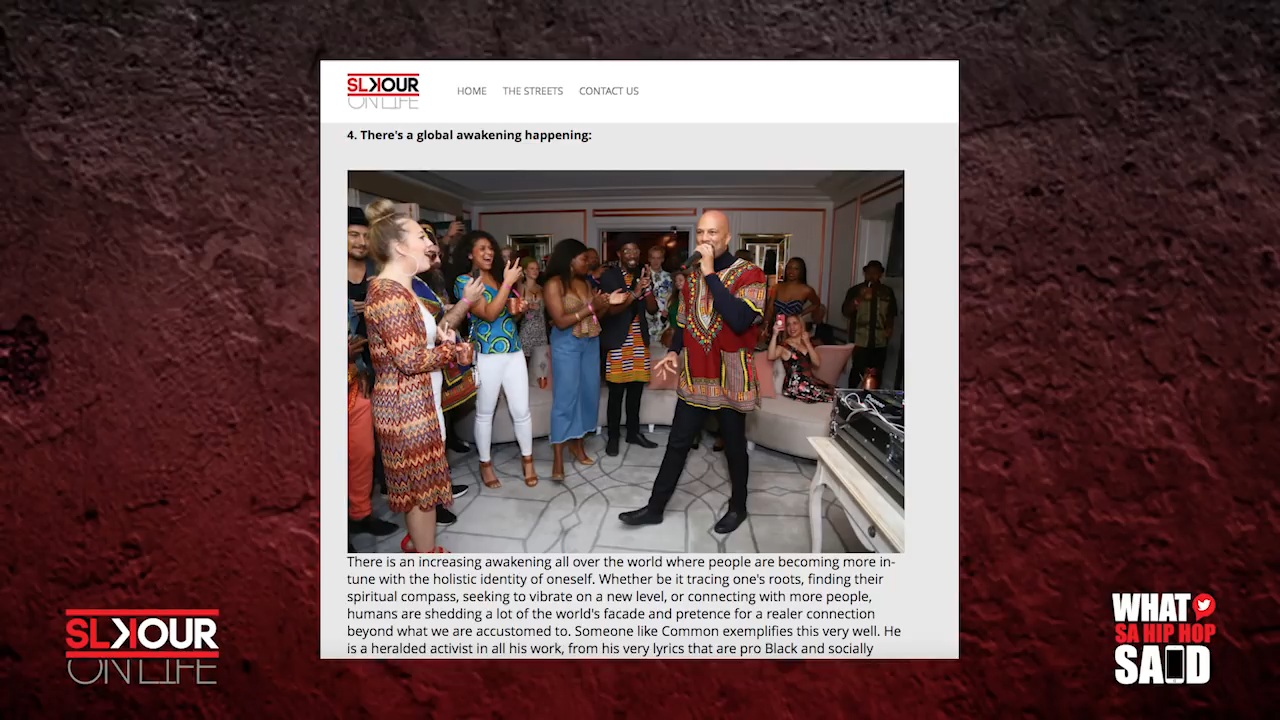 SLKOUR
ON LIFE
HOME THE STREETS CONTACT US
4. There's a global awakening happening:
There is an increasing awakening all over the world where people are becoming more in-
tune with the holistic identity of oneself. Whether be it tracing one's roots, finding their
spiritual compass, seeking to vibrate on a new level, or connecting with more people,
humans are shedding a lot of the world's facade and pretence for a realer connection
beyond what we are accustomed to. Someone like Common exemplifies this very well. He
is a heralded activist in all his work, from his very lyrics that are pro Black and socially
SLKOUR
ON LIFE
WHAT
SA HIP HOP
SAID